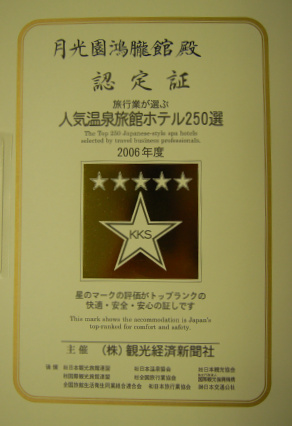 月光園鴻朧館 殿
認定証
旅行業が選ぶ
人気温泉旅館ホテル250選
The Top 250 Japanese-style spa hotels
selected by travel business professionals.
2006年度
KKS
星のマークの評価がトップランクの
快適・安全・安心の証しです
This mark shows the accommodation is Japan's
top-ranked for comfort and safety.
主催 (株)観光経済新聞社
後援